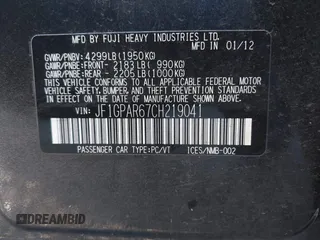 MFD BY FUJI HEAVY INDUSTRIES LTD. 01/12
GVWR/PNBV: 4299LB(1950KG)
GAWR/PNBE:FRONT- 2183LB( 990KG)
GAWR/PNBE:REAR - 2205LB(1000KG)
THIS VEHICLE CONFORMS TO ALL APPLICABLE
FEDERAL MOTOR VEHICLE SAFETY, BUMPER, AND
THEFT PREVENTION STANDARDS IN EFFECT ON
THE DATE OF MANUFACTURE SHOWN ABOVE.
VIN: JF1GPAR67CH219041
PASSENGER CAR TYPE:PC/VT ICES/NMB-002
DREAMBID